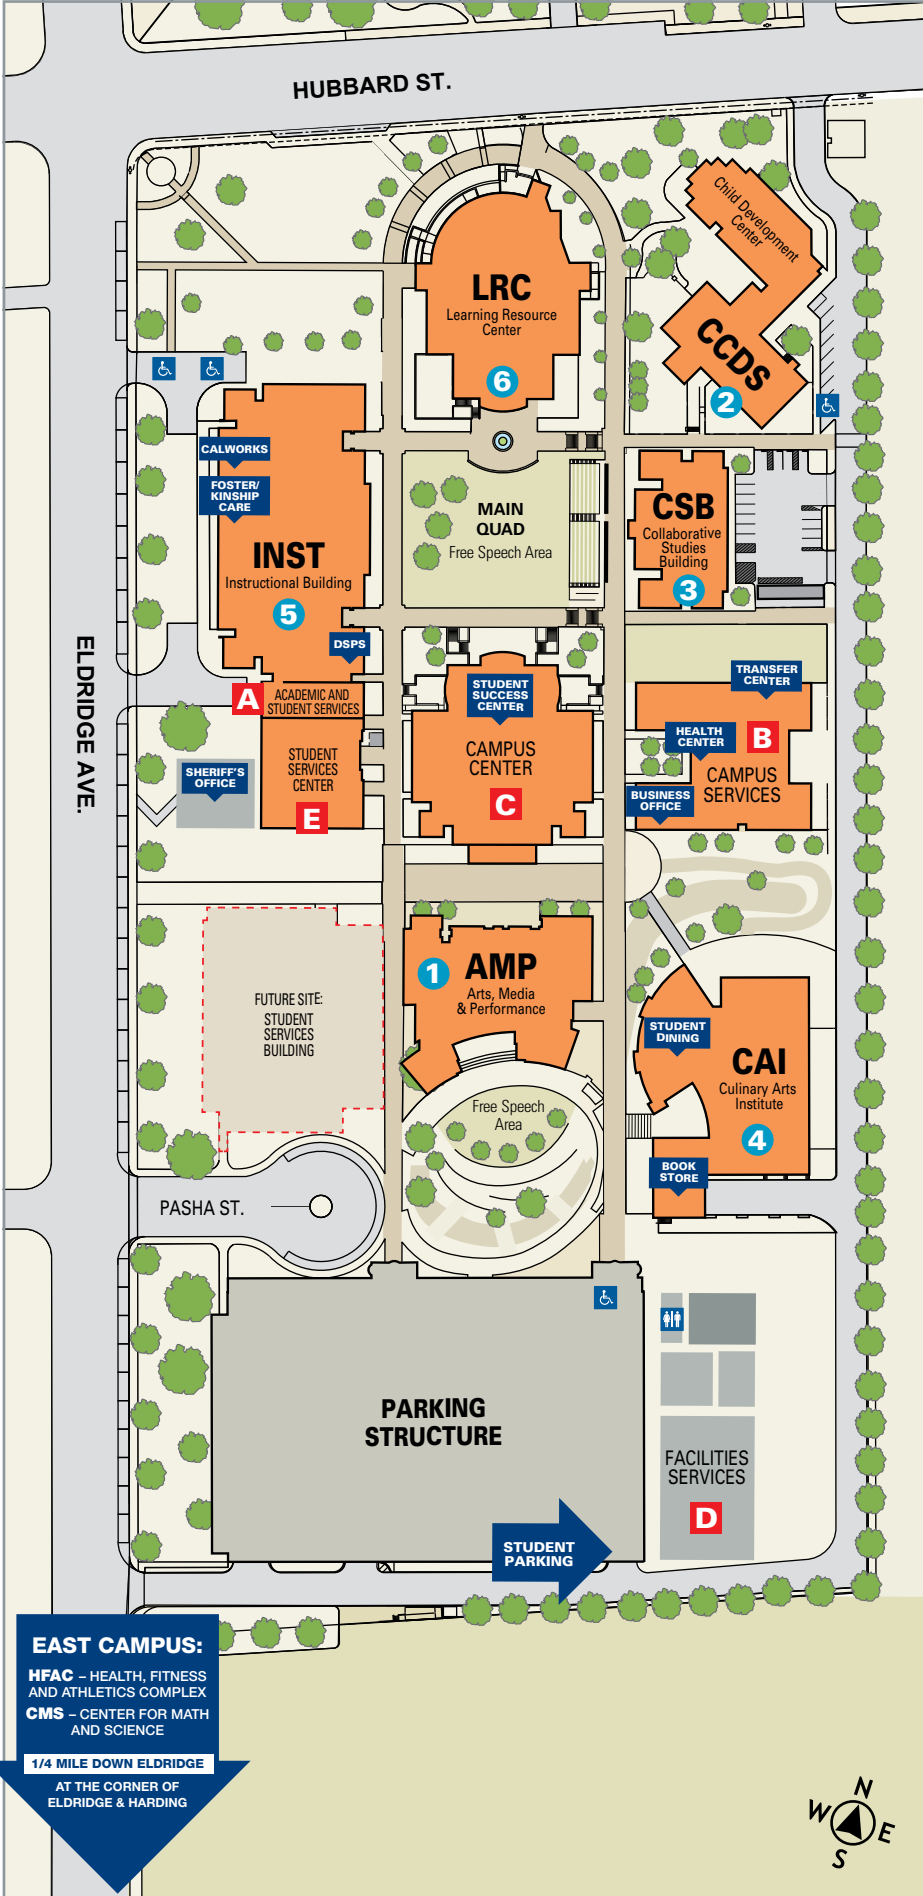 HUBBARD ST.
Child Development
Center
LRC
Learning Resource
Center
6
CCDS
2
CALWORKS
FOSTER/
KINSHIP
CARE
INST
Instructional Building
5
DSPS
MAIN
QUAD
Free Speech Area
CSB
Collaborative
Studies
Building
3
ELDRIDGE AVE.
A
ACADEMIC AND
STUDENT SERVICES
STUDENT
SERVICES
CENTER
E
SHERIFF'S
OFFICE
STUDENT
SUCCESS
CENTER
CAMPUS
CENTER
C
TRANSFER
CENTER
HEALTH
CENTER
B
CAMPUS
SERVICES
BUSINESS
OFFICE
FUTURE SITE:
STUDENT
SERVICES
BUILDING
1
AMP
Arts, Media
& Performance
Free Speech
Area
STUDENT
DINING
CAI
Culinary Arts
Institute
4
BOOK
STORE
PASHA ST.
PARKING
STRUCTURE
FACILITIES
SERVICES
D
STUDENT
PARKING
EAST CAMPUS:
HFAC – HEALTH, FITNESS
AND ATHLETICS COMPLEX
CMS – CENTER FOR MATH
AND SCIENCE
1/4 MILE DOWN ELDRIDGE
AT THE CORNER OF
ELDRIDGE & HARDING
N
W
E
S